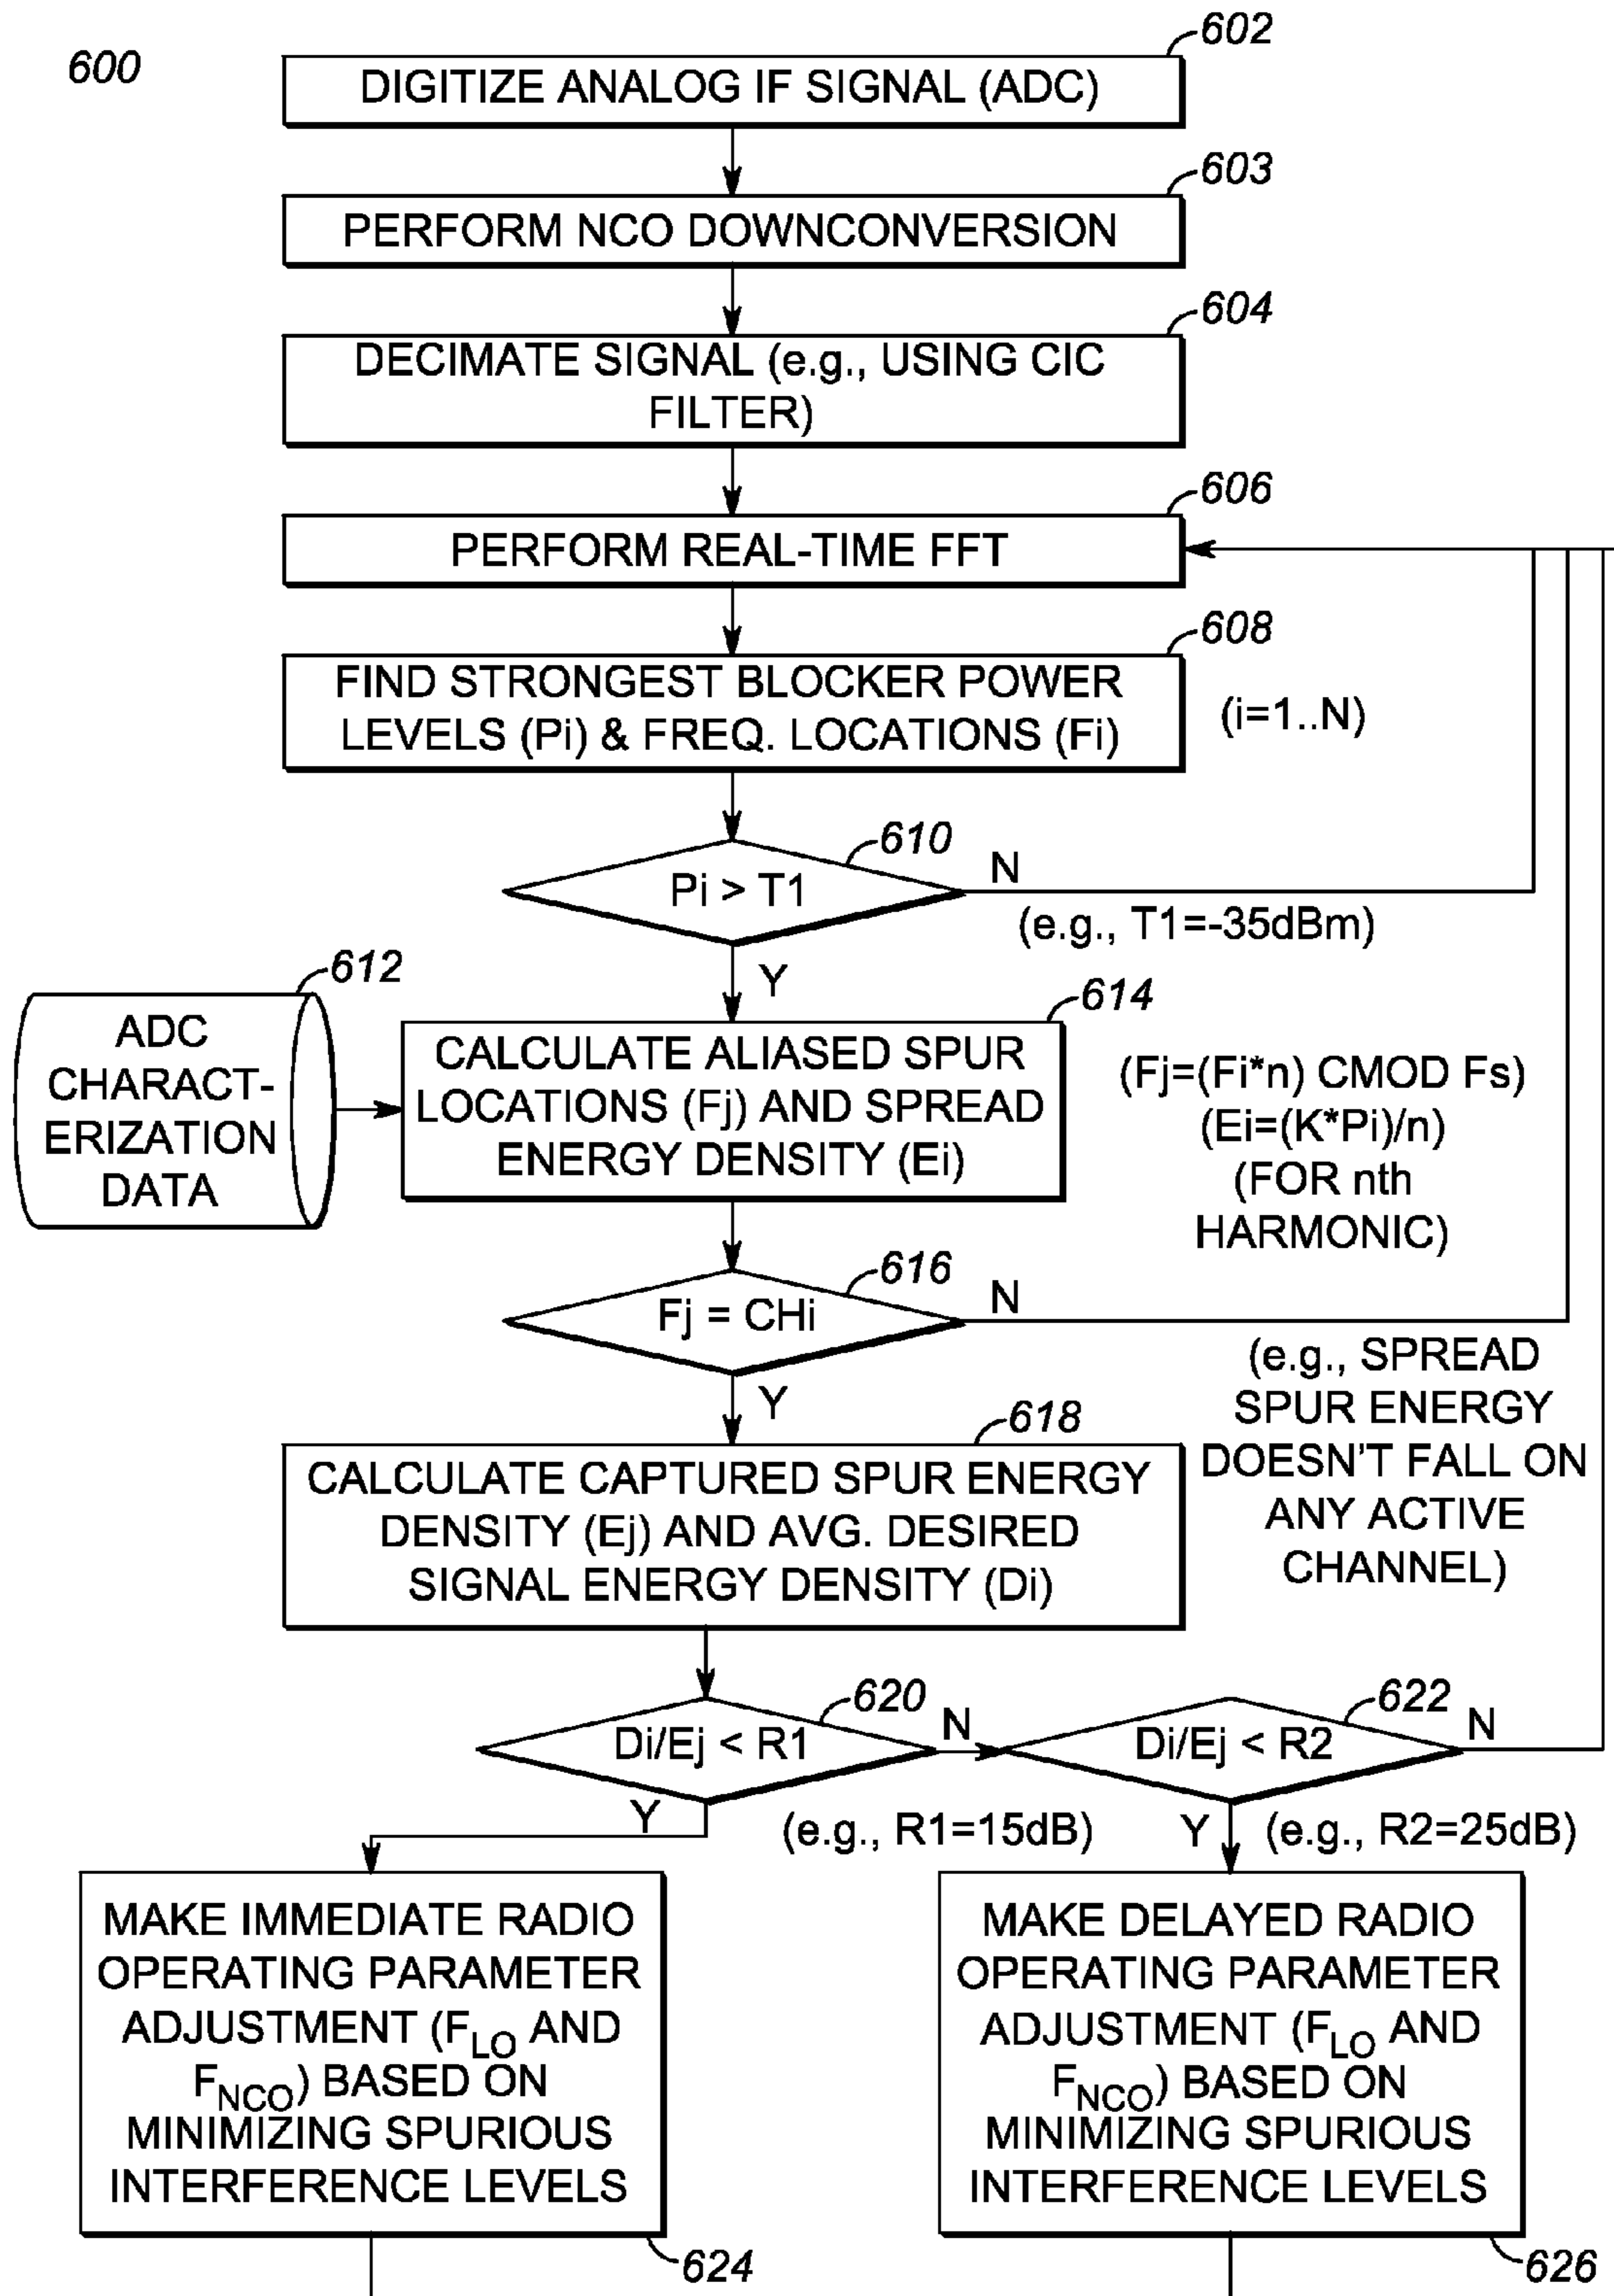 600
602
DIGITIZE ANALOG IF SIGNAL (ADC)
603
PERFORM NCO DOWNCONVERSION
604
DECIMATE SIGNAL (e.g., USING CIC
FILTER)
606
PERFORM REAL-TIME FFT
608
FIND STRONGEST BLOCKER POWER
LEVELS (Pi) & FREQ. LOCATIONS (Fi)
(i=1..N)
610
Pi > T1
N
(e.g., T1=-35dBm)
Y
612
ADC
CHARACT-
ERIZATION
DATA
614
CALCULATE ALIASED SPUR
LOCATIONS (Fj) AND SPREAD
ENERGY DENSITY (Ei)
(Fj=(Fi*n) CMOD Fs)
(Ei=(K*Pi)/n)
(FOR nth
HARMONIC)
616
Fj = CHi
N
(e.g., SPREAD
SPUR ENERGY
DOESN'T FALL ON
ANY ACTIVE
CHANNEL)
Y
618
CALCULATE CAPTURED SPUR ENERGY
DENSITY (Ej) AND AVG. DESIRED
SIGNAL ENERGY DENSITY (Di)
620
Di/Ej < R1
N
622
Di/Ej < R2
N
Y
(e.g., R1=15dB)
Y
(e.g., R2=25dB)
MAKE IMMEDIATE RADIO
OPERATING PARAMETER
ADJUSTMENT (FLO AND
FNCO) BASED ON
MINIMIZING SPURIOUS
INTERFERENCE LEVELS
624
MAKE DELAYED RADIO
OPERATING PARAMETER
ADJUSTMENT (FLO AND
FNCO) BASED ON
MINIMIZING SPURIOUS
INTERFERENCE LEVELS
626